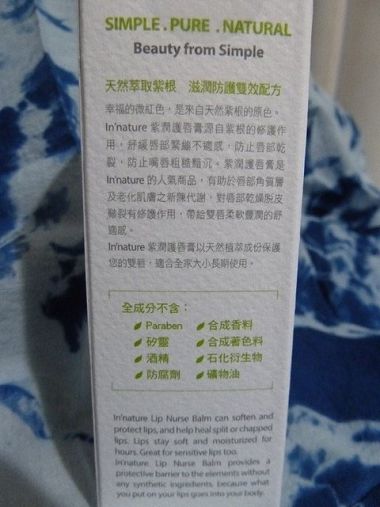 SIMPLE . PURE . NATURAL
Beauty from Simple
天然萃取紫根 滋潤防護雙效配方
幸福的微紅色，是來自天然紫根的原色。
In'nature 紫潤護唇膏源自紫根的修護作
用，舒緩唇部緊繃不適感，防止唇部乾
裂，防止嘴唇粗糙黯沉。紫潤護唇膏是
In'nature 的人氣商品，有助於唇部角質層
及老化肌膚之新陳代謝，對唇部乾燥脫皮
皸裂有修護作用，帶給雙唇柔軟豐潤的舒
適感。
In'nature 紫潤護唇膏以天然植萃成份保護
您的雙唇，適合全家大小長期使用。
全成分不含：
Paraben 合成香料
矽靈 合成著色料
酒精 石化衍生物
防腐劑 礦物油
In'nature Lip Nurse Balm can soften and
protect lips, and help heal split or chapped
lips. Lips stay soft and moisturized for
hours. Great for sensitive lips too.
In'nature Lip Nurse Balm provides a
protective barrier to the elements without
any synthetic ingredients, because what
you put on your lips goes into your body.